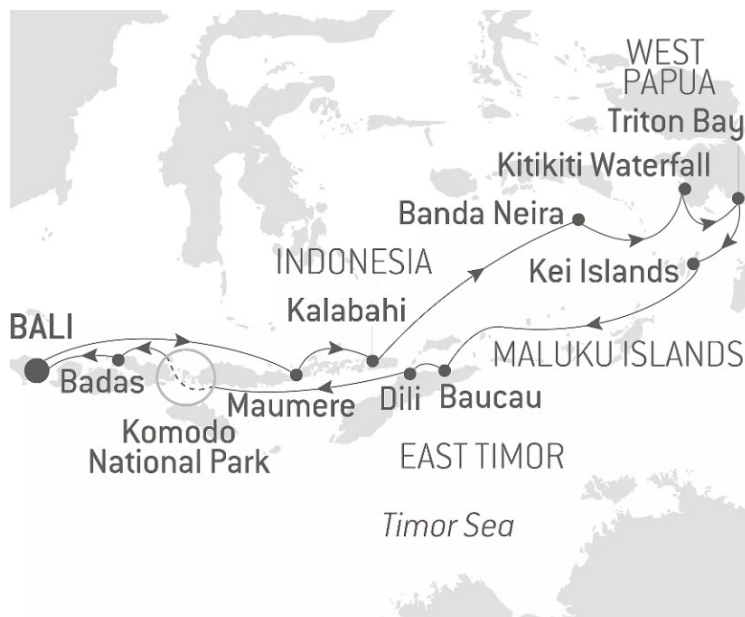 WEST
PAPUA
Triton Bay
Kitikiti Waterfall
Banda Neira
INDONESIA
Kei Islands
Kalabahi
BALI
MALUKU ISLANDS
Badas
Maumere
Dili
Baucau
Komodo
National Park
EAST TIMOR
Timor Sea